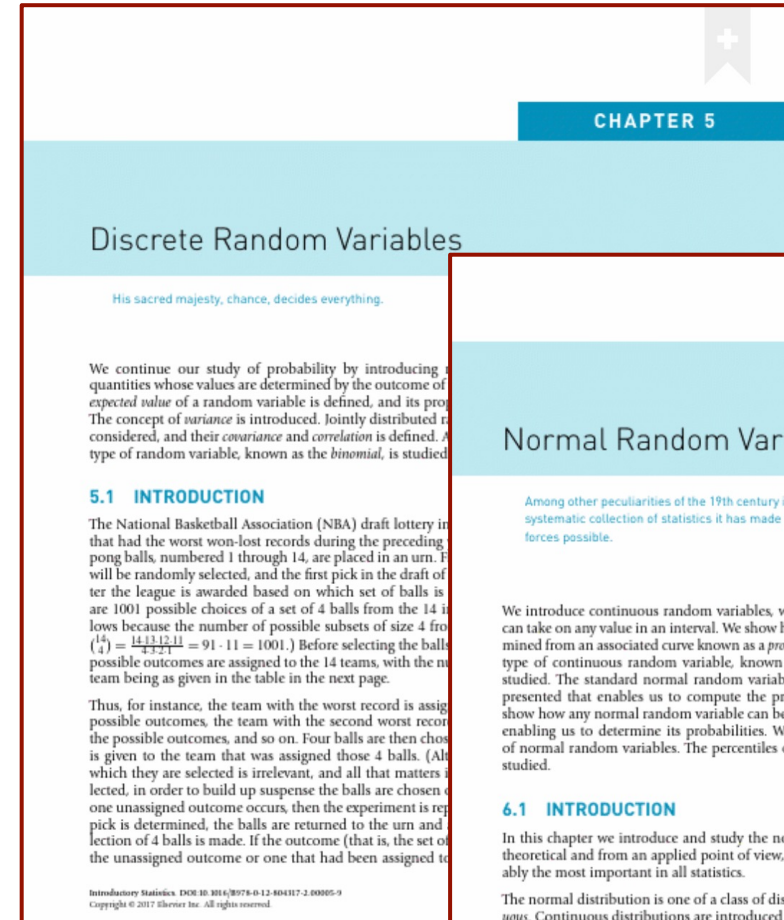 CHAPTER 5
Discrete Random Variables
His sacred majesty, chance, decides everything.
We continue our study of probability by introducing
quantities whose values are determined by the outcome of
expected value of a random variable is defined, and its
The concept of variance is introduced. Jointly distributed
considered, and their covariance and correlation is defined.
type of random variable, known as the binomial, is studied
5.1 INTRODUCTION
The National Basketball Association (NBA) draft lottery
that had the worst won-lost records during the preceding
pong balls, numbered 1 through 14, are placed in an urn.
will be randomly selected, and the first pick in the draft of
ter the league is awarded based on which set of balls is
are 1001 possible choices of a set of 4 balls from the 14
lows because the number of possible subsets of size 4
(14 4) = 14·13·12·11 / 4·3·2·1 = 91 · 11 = 1001.) Before selecting the balls
possible outcomes are assigned to the 14 teams, with the
team being as given in the table in the next page.
Thus, for instance, the team with the worst record is
possible outcomes, the team with the second worst
the possible outcomes, and so on. Four balls are then
is given to the team that was assigned those 4 balls.
which they are selected is irrelevant, and all that matters
lected, in order to build up suspense the balls are chosen
one unassigned outcome occurs, then the experiment is
pick is determined, the balls are returned to the urn and
lection of 4 balls is made. If the outcome (that is, the set of
the unassigned outcome or one that had been assigned
Introductory Statistics. DOI:10.1016/B978-0-12-804317-2.00005-9
Copyright © 2017 Elsevier Inc. All rights reserved.
Normal Random Var
Among other peculiarities of the 19th century
systematic collection of statistics it has made
forces possible.
We introduce continuous random variables,
can take on any value in an interval. We show
mined from an associated curve known as a
type of continuous random variable, known
studied. The standard normal random
presented that enables us to compute the
show how any normal random variable can be
enabling us to determine its probabilities.
of normal random variables. The percentiles
studied.
6.1 INTRODUCTION
In this chapter we introduce and study the
theoretical and from an applied point of view,
ably the most important in all statistics.
The normal distribution is one of a class of
uous. Continuous distributions are introduced